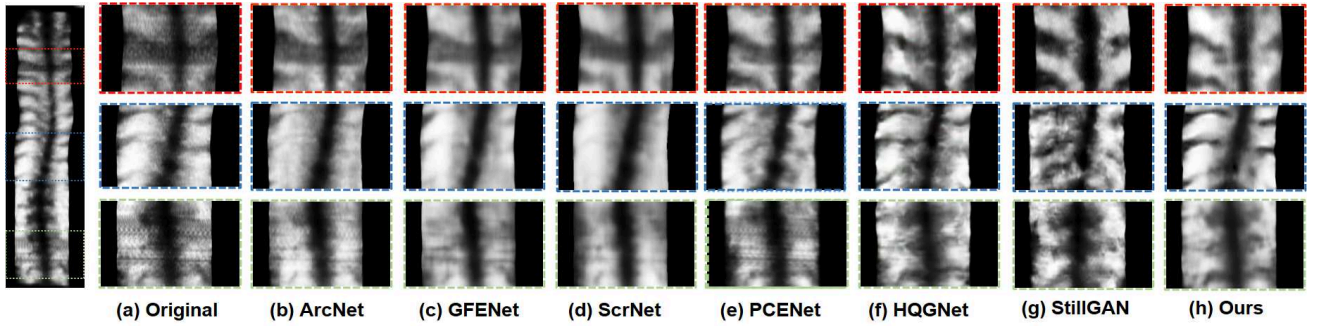 (a) Original (b) ArcNet (c) GFENet (d) ScrNet (e) PCENet (f) HQGNet (g) StillGAN (h) Ours